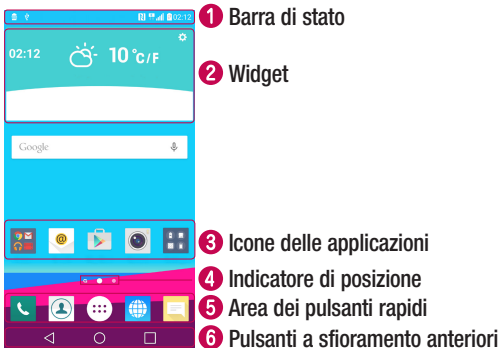 02:12
1 Barra di stato
02:12 10°C/F
2 Widget
Google
3 Icone delle applicazioni
4 Indicatore di posizione
5 Area dei pulsanti rapidi
6 Pulsanti a sfioramento anteriori